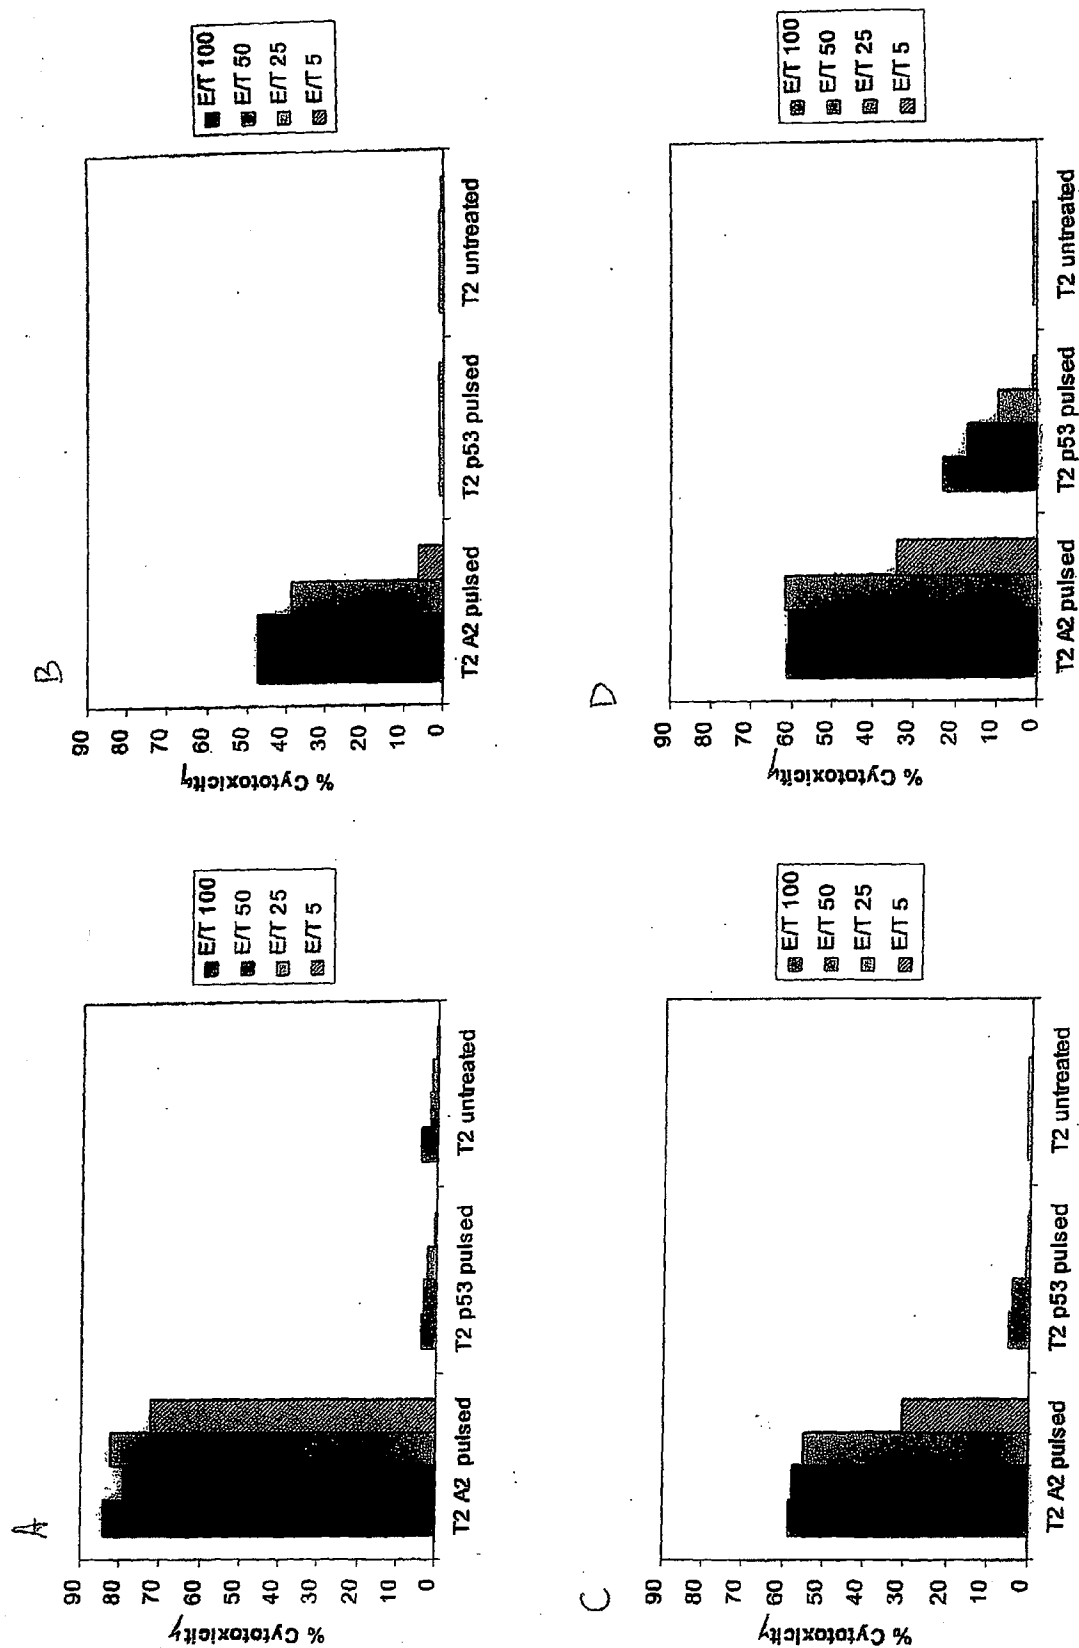 A
% Cytotoxicity
90
80
70
60
50
40
30
20
10
0
T2 A2 pulsed
T2 p53 pulsed
T2 untreated
E/T 100
E/T 50
E/T 25
E/T 5
B
% Cytotoxicity
90
80
70
60
50
40
30
20
10
0
T2 A2 pulsed
T2 p53 pulsed
T2 untreated
E/T 100
E/T 50
E/T 25
E/T 5
C
% Cytotoxicity
90
80
70
60
50
40
30
20
10
0
T2 A2 pulsed
T2 p53 pulsed
T2 untreated
E/T 100
E/T 50
E/T 25
E/T 5
D
% Cytotoxicity
90
80
70
60
50
40
30
20
10
0
T2 A2 pulsed
T2 p53 pulsed
T2 untreated
E/T 100
E/T 50
E/T 25
E/T 5